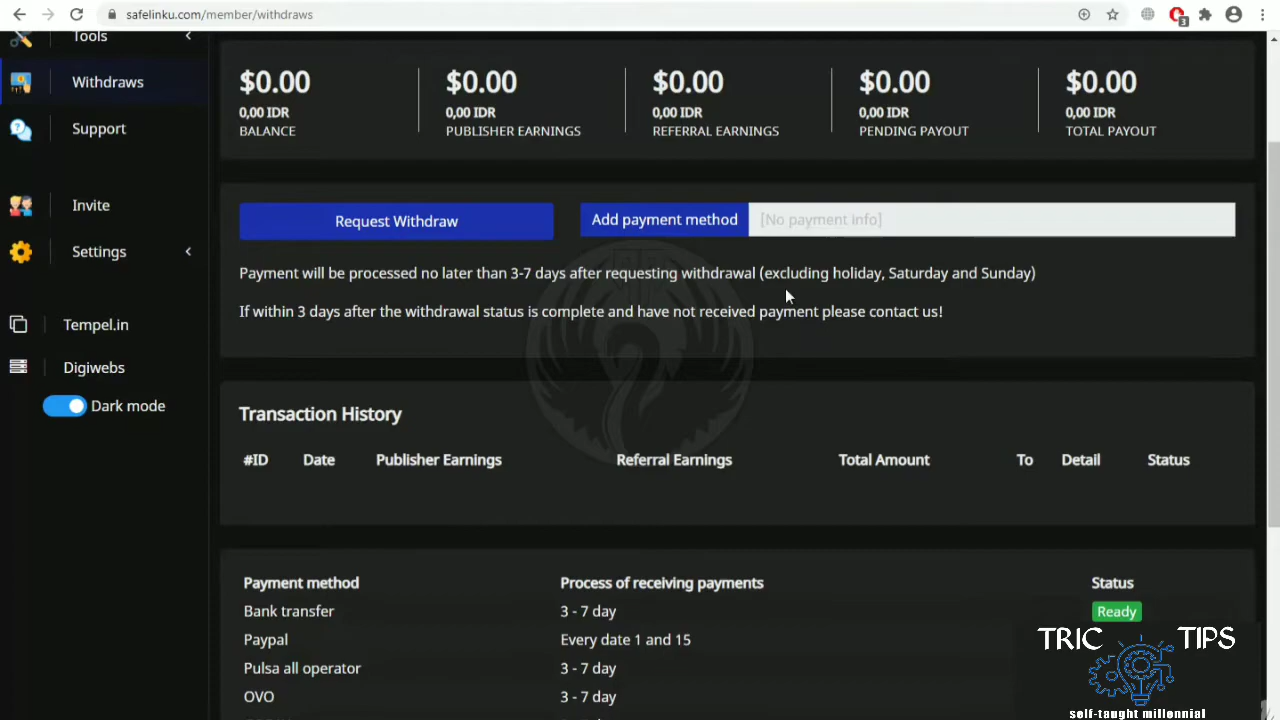 safelinku.com/member/withdraws
3
Tools
Withdraws
Support
Invite
Settings
Tempel.in
Digiwebs
Dark mode
$0.00 $0.00 $0.00 $0.00 $0.00
0,00 IDR 0,00 IDR 0,00 IDR 0,00 IDR 0,00 IDR
BALANCE PUBLISHER EARNINGS REFERRAL EARNINGS PENDING PAYOUT TOTAL PAYOUT
Request Withdraw Add payment method [No payment info]
Payment will be processed no later than 3-7 days after requesting withdrawal (excluding holiday, Saturday and Sunday)
If within 3 days after the withdrawal status is complete and have not received payment please contact us!
Transaction History
#ID Date Publisher Earnings Referral Earnings Total Amount To Detail Status
Payment method Process of receiving payments Status
Bank transfer 3 - 7 day Ready
Paypal Every date 1 and 15
Pulsa all operator 3 - 7 day
OVO 3 - 7 day
TRIC TIPS
self-taught millennial